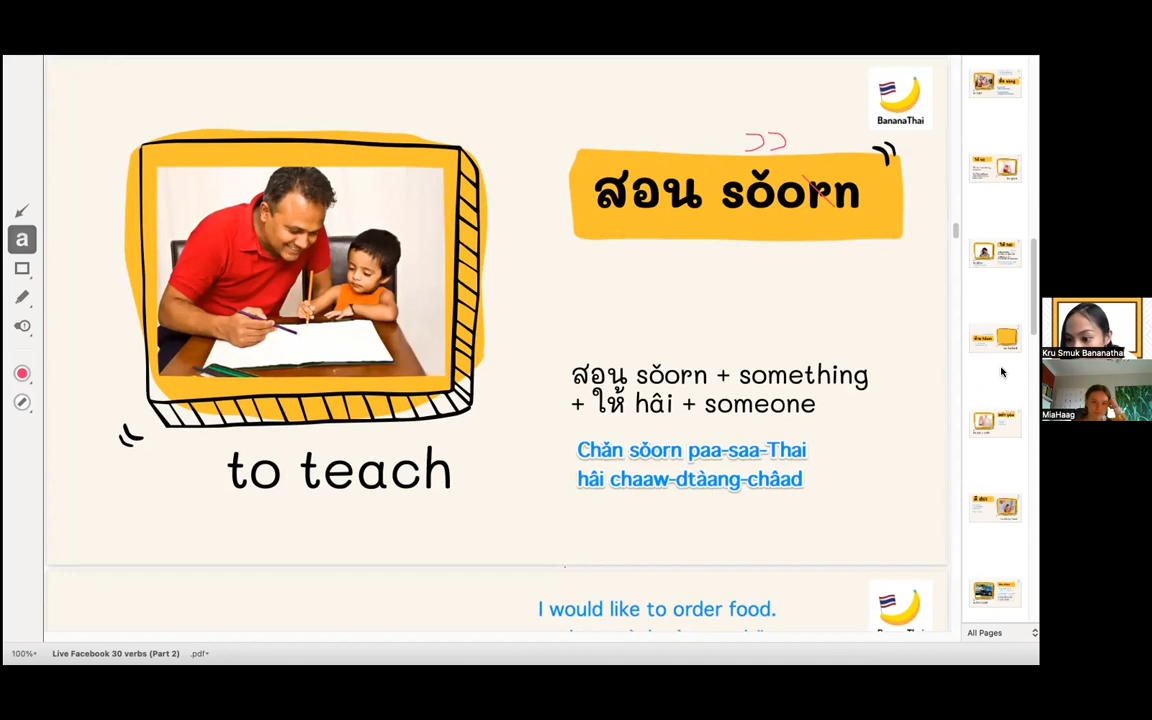 BanannaThai
สอน sǒorn
ɔɔ
สอน sǒorn + something
+ ให้ hâi + someone
Chǎn sǒorn paa-saa-Thai
hâi chaaw-dtàang-châad
to teach
I would like to order food.
a
Kru Smuk Bananathai
MiaHaag
All Pages
100%
Live Facebook 30 verbs (Part 2)
.pdf